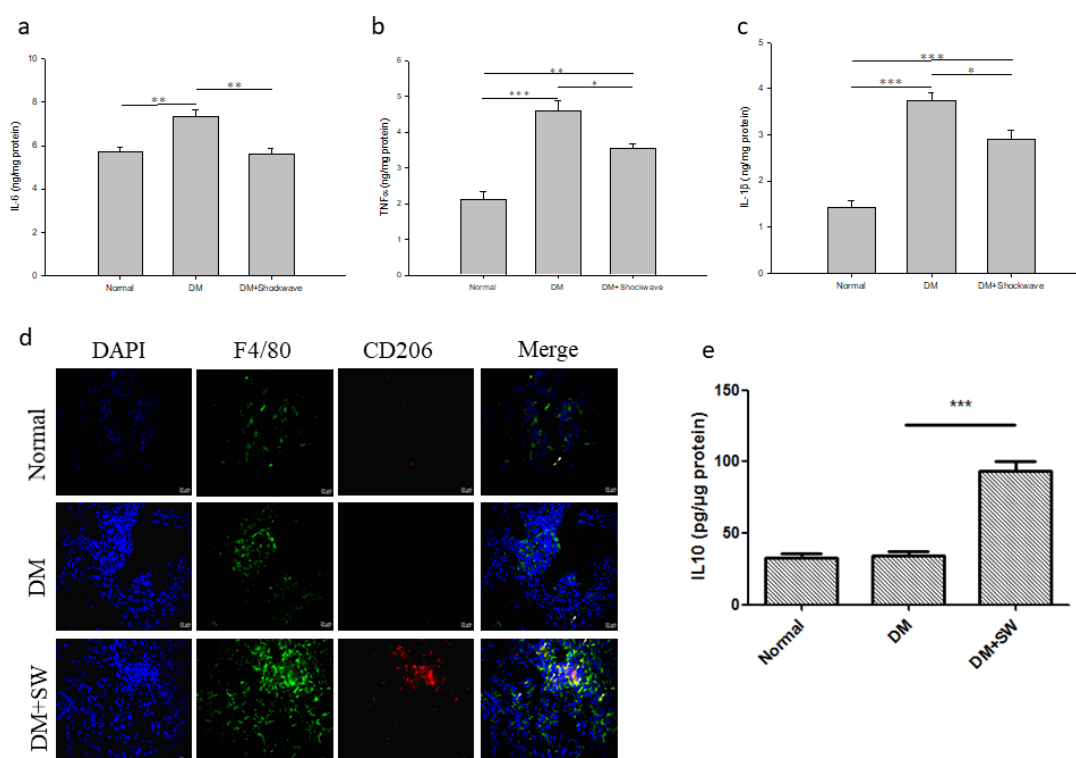 a
IL-6 (ng/mg protein)
10
8
6
4
2
0
**
**
Normal DM DM+Shockwave
b
TNFα (ng/mg protein)
6
5
4
3
2
1
0
**
***
*
Normal DM DM+Shockwave
c
IL-1β ( ng/mg protein)
5
4
3
2
1
0
***
***
*
Normal DM DM+Shockwave
d
DAPI F4/80 CD206 Merge
Normal
DM
DM+SW
e
IL10 (pg/µg protein)
150
100
50
0
***
Normal DM DM+SW